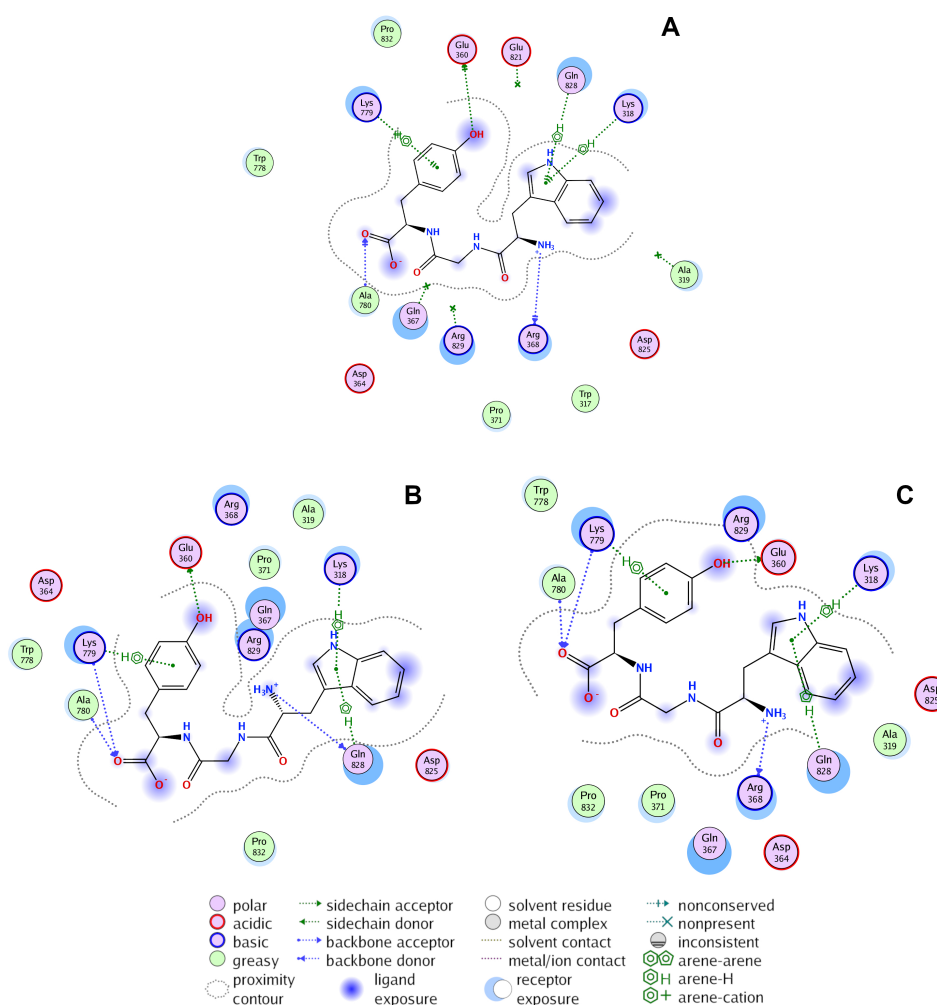 A
Pro
832
Glu
360
Glu
821
Gln
828
Lys
779
Lys
318
H
OH
H
H
N
H
Trp
778
O
NH
H
N
NH₃
+
O
-
O
O
Ala
780
Gln
367
Arg
829
Arg
368
Ala
319
Asp
825
Asp
364
Pro
371
Trp
317
B
Arg
368
Ala
319
Glu
360
Pro
371
Lys
318
Asp
364
Gln
367
H
OH
Arg
829
H
N
Lys
779
H
Trp
778
Ala
780
H₃N
+
H
NH
H
N
O
O
-
O
O
Gln
828
Asp
825
Pro
832
C
Trp
778
Lys
779
Arg
829
Glu
360
Lys
318
H
OH
H
Ala
780
H
N
O
NH
H
N
H
Asp
825
O
-
O
O
NH₃
+
Ala
319
Gln
828
Pro
832
Pro
371
Arg
368
Gln
367
Asp
364
polar
sidechain acceptor
solvent residue
nonconserved
acidic
sidechain donor
metal complex
nonpresent
basic
backbone acceptor
solvent contact
inconsistent
greasy
backbone donor
metal/ion contact
arene-arene
proximity
contour
ligand
exposure
receptor
exposure
H arene-H
+ arene-cation